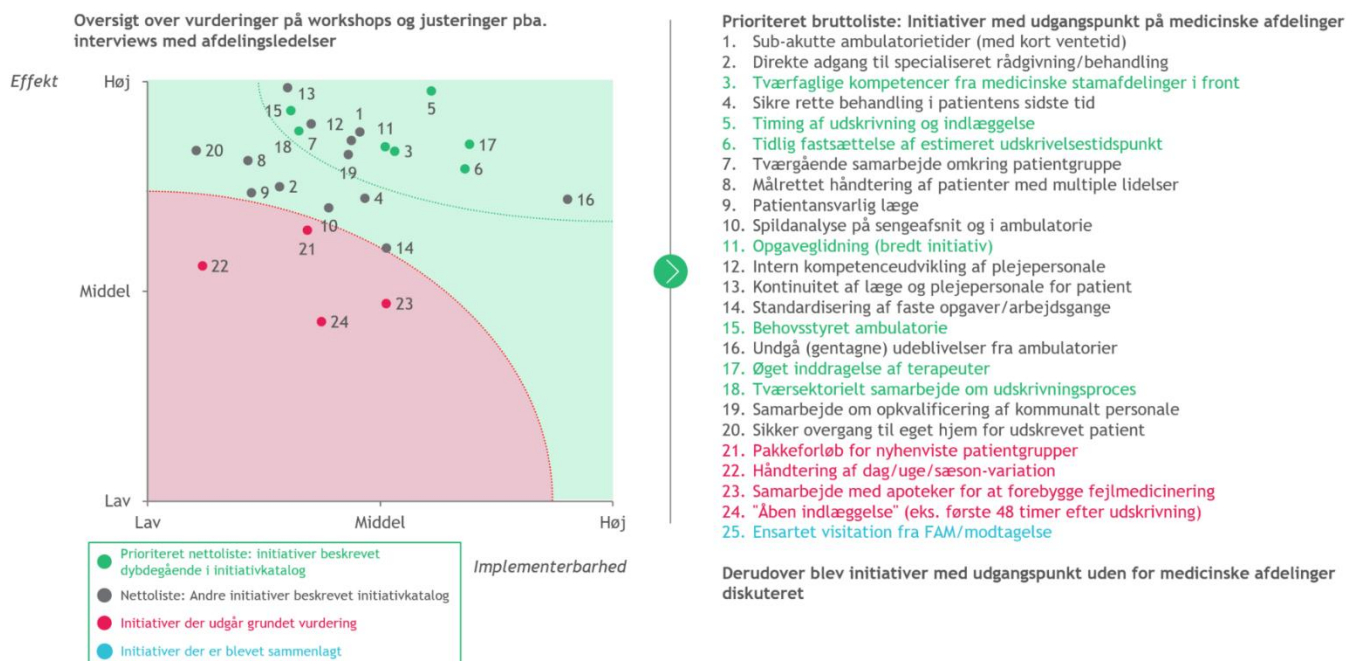 Oversigt over vurderinger på workshops og justeringer pba.
interviews med afdelingsledelser
Effekt
Høj
Middel
Lav
13
15
12
1
11
5
18
7
3
17
20
8
19
6
2
9
4
16
10
21
14
22
23
24
Lav
Middel
Høj
Implementerbarhed
Prioriteret nettoliste: initiativer beskrevet
dybdegående i initiativkatalog
Nettoliste: Andre initiativer beskrevet initiativkatalog
Initiativer der udgår grundet vurdering
Initiativer der er blevet sammenlagt
Prioriteret bruttoliste: Initiativer med udgangspunkt på medicinske afdelinger
1. Sub-akutte ambulatorietider (med kort ventetid)
2. Direkte adgang til specialiseret rådgivning/behandling
3. Tværfaglige kompetencer fra medicinske stamafdelinger i front
4. Sikre rette behandling i patientens sidste tid
5. Timing af udskrivning og indlæggelse
6. Tidlig fastsættelse af estimeret udskrivelsestidspunkt
7. Tværgående samarbejde omkring patientgruppe
8. Målrettet håndtering af patienter med multiple lidelser
9. Patientansvarlig læge
10. Spildanalyse på sengeafsnit og i ambulatorie
11. Opgaveglidning (bredt initiativ)
12. Intern kompetenceudvikling af plejepersonale
13. Kontinuitet af læge og plejepersonale for patient
14. Standardisering af faste opgaver/arbejdsgange
15. Behovsstyret ambulatorie
16. Undgå (gentagne) udeblivelser fra ambulatorier
17. Øget inddragelse af terapeuter
18. Tværsektorielt samarbejde om udskrivningsproces
19. Samarbejde om opkvalificering af kommunalt personale
20. Sikker overgang til eget hjem for udskrevet patient
21. Pakkeforløb for nyhenviste patientgrupper
22. Håndtering af dag/uge/sæson-variation
23. Samarbejde med apoteker for at forebygge fejlmedicinering
24. "Åben indlæggelse" (eks. første 48 timer efter udskrivning)
25. Ensartet visitation fra FAM/modtagelse
Derudover blev initiativer med udgangspunkt uden for medicinske afdelinger
diskuteret